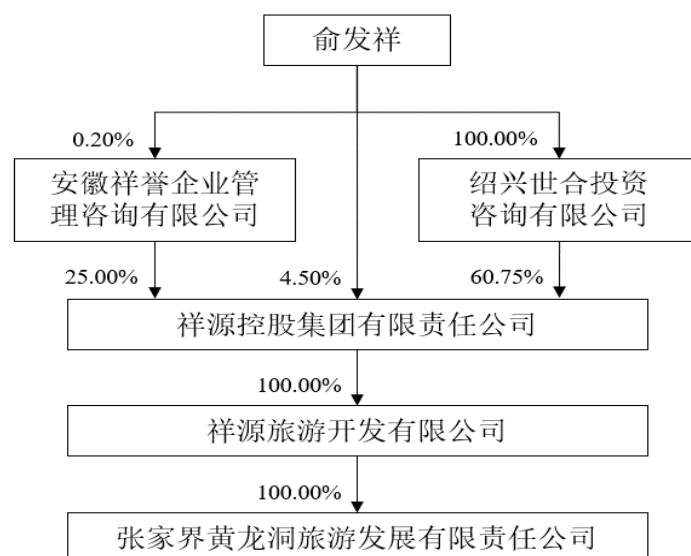 俞发祥
0.20%
100.00%
安徽祥誉企业管
理咨询有限公司
绍兴世合投资
咨询有限公司
25.00%
4.50%
60.75%
祥源控股集团有限责任公司
100.00%
祥源旅游开发有限公司
100.00%
张家界黄龙洞旅游发展有限责任公司